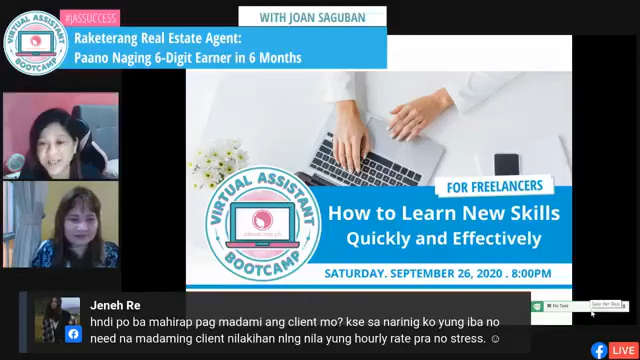 #JASSUCCESS
WITH JOAN SAGUBAN
VIRTUAL ASSISTANT
BOOTCAMP
Raketerang Real Estate Agent:
Paano Naging 6-Digit Earner in 6 Months
VIRTUAL ASSISTANT
BOOTCAMP
FOR FREELANCERS
How to Learn New Skills
Quickly and Effectively
SATURDAY. SEPTEMBER 26, 2020 . 8:00PM
Jeneh Re
hndi po ba mahirap pag madami ang client mo? kse sa narinig ko yung iba no
need na madaming client nilakihan nlng nila yung hourly rate pra no stress. ☺
LIVE